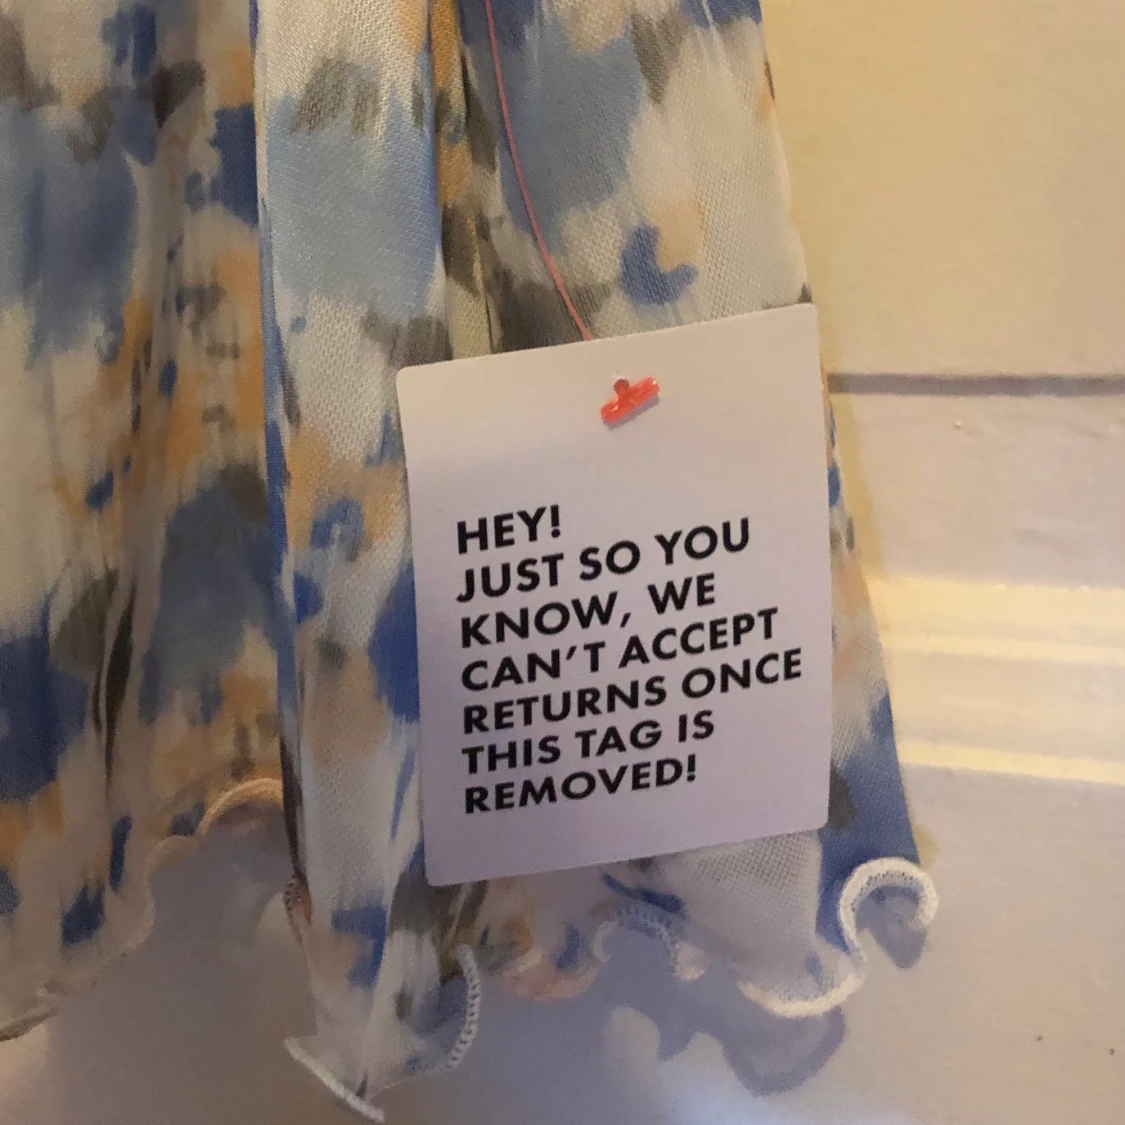 HEY!
JUST SO YOU
KNOW, WE
CAN'T ACCEPT
RETURNS ONCE
THIS TAG IS
REMOVED!